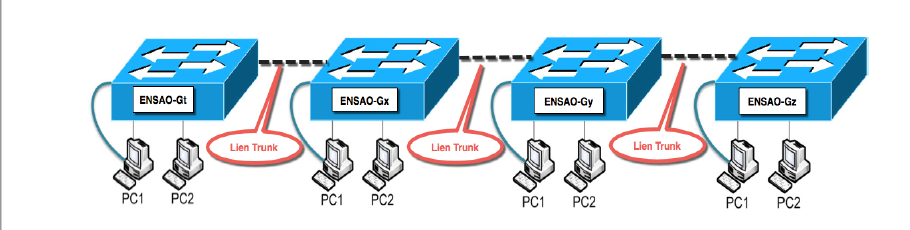 ENSAO-Gt
ENSAO-Gx
ENSAO-Gy
ENSAO-Gz
Lien Trunk
Lien Trunk
Lien Trunk
PC1
PC2
PC1
PC2
PC1
PC2
PC1
PC2